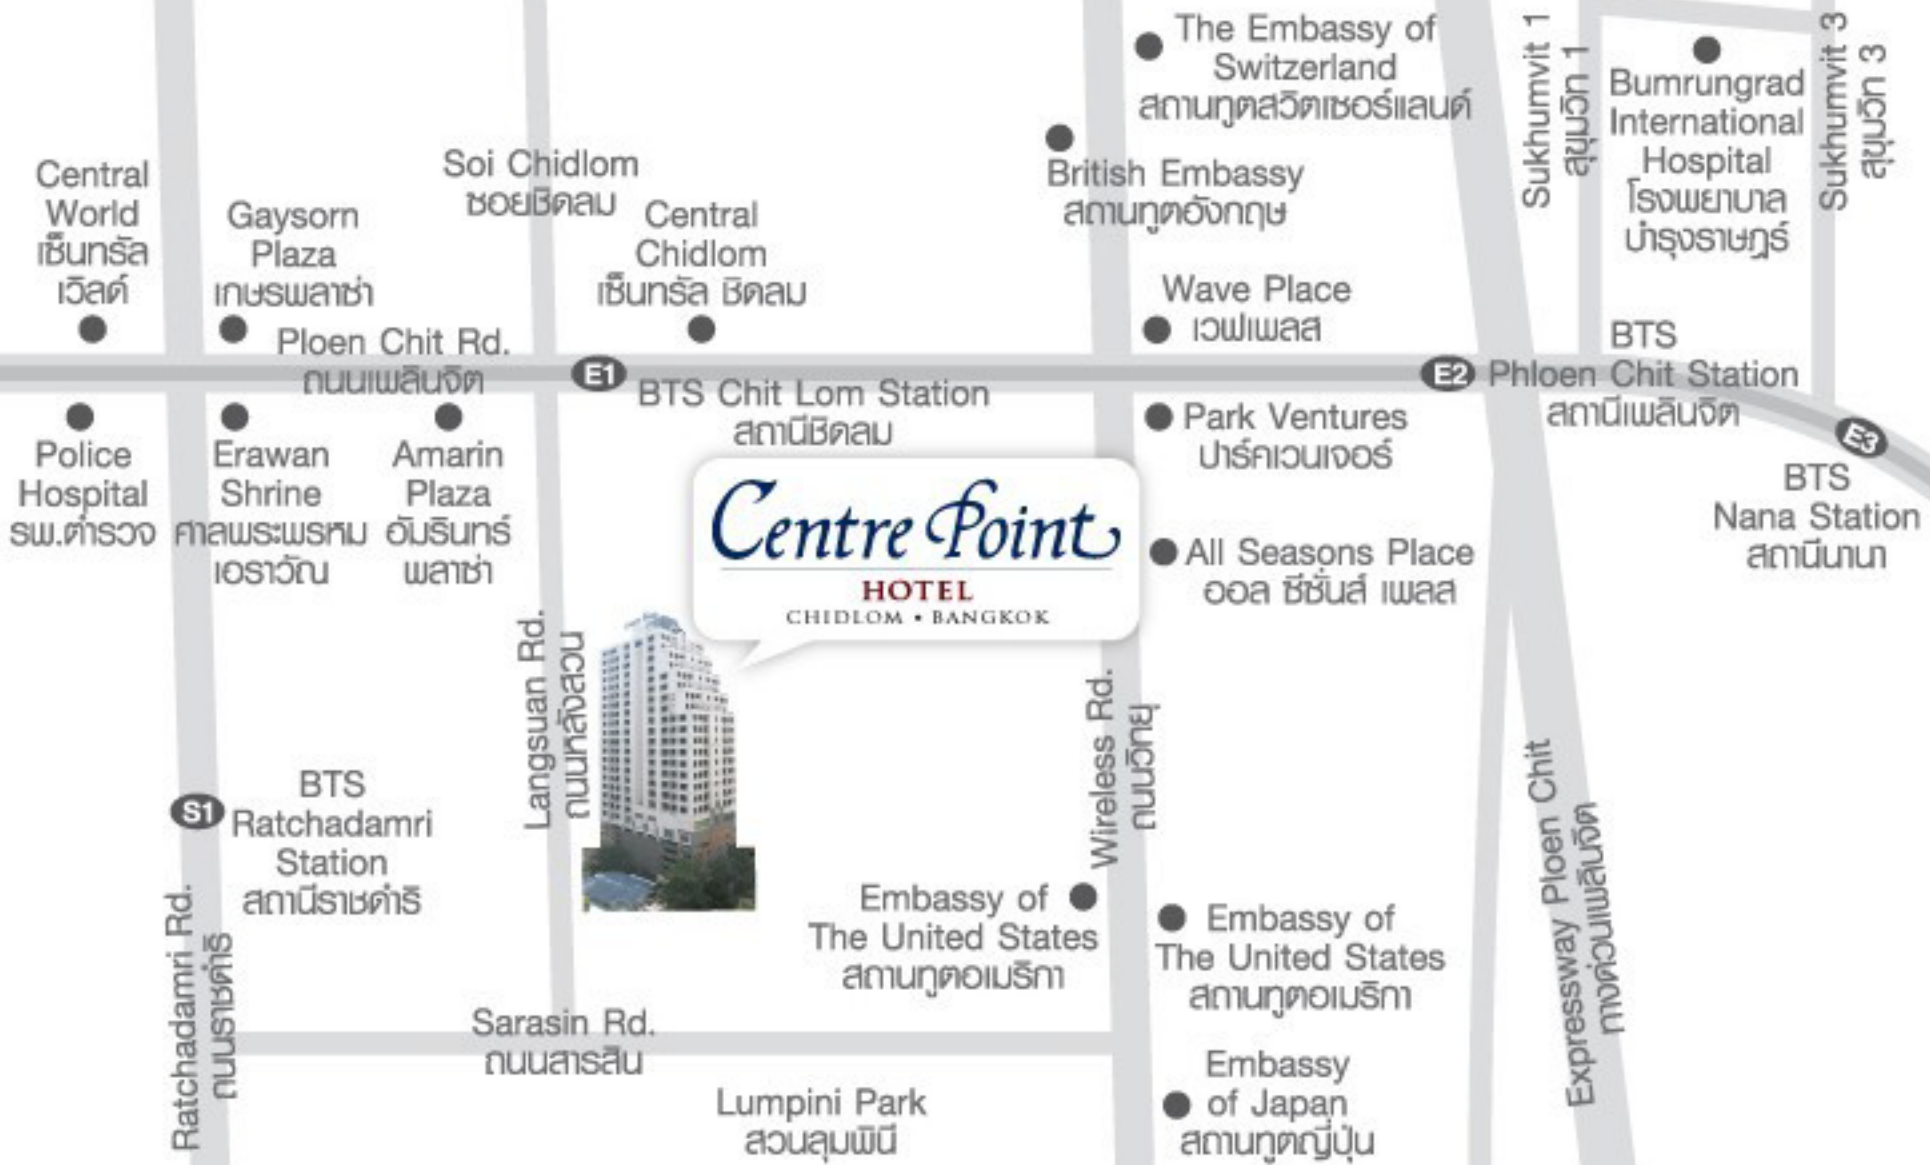 The Embassy of
Switzerland
สถานทูตสวิตเซอร์แลนด์
Sukhumvit 1
สุขุมวิท 1
Bumrungrad
International
Hospital
โรงพยาบาล
บำรุงราษฎร์
Sukhumvit 3
สุขุมวิท 3
British Embassy
สถานทูตอังกฤษ
Soi Chidlom
ซอยชิดลม
Central
World
เซ็นทรัล
เวิลด์
Gaysorn
Plaza
เกษรพลาซ่า
Central
Chidlom
เซ็นทรัล ชิดลม
Wave Place
เวฟเพลส
Ploen Chit Rd.
ถนนเพลินจิต
E1
BTS Chit Lom Station
สถานีชิดลม
E2
BTS
Phloen Chit Station
สถานีเพลินจิต
E3
BTS
Nana Station
สถานีนานา
Police
Hospital
รพ.ตำรวจ
Erawan
Shrine
ศาลพระพรหม
เอราวัณ
Amarin
Plaza
อัมรินทร์
พลาซ่า
Park Ventures
ปาร์คเวนเจอร์
Centre Point
HOTEL
CHIDLOM • BANGKOK
All Seasons Place
ออล ซีซั่นส์ เพลส
Langsuan Rd.
ถนนหลังสวน
Wireless Rd.
ถนนวิทยุ
S1
BTS
Ratchadamri
Station
สถานีราชดำริ
Ratchadamri Rd.
ถนนราชดำริ
Embassy of
The United States
สถานทูตอเมริกา
Embassy of
The United States
สถานทูตอเมริกา
Expressway Ploen Chit
ทางด่วนเพลินจิต
Sarasin Rd.
ถนนสารสิน
Lumpini Park
สวนลุมพินี
Embassy
of Japan
สถานทูตญี่ปุ่น